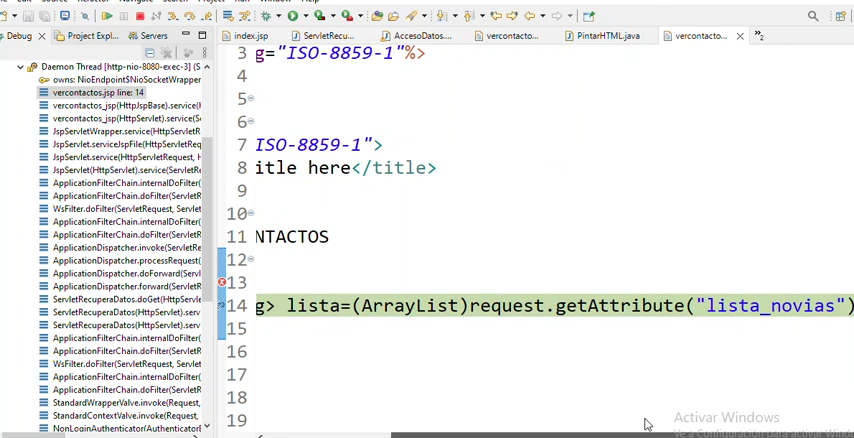 Debug
Project Expl...
Servers
Daemon Thread [http-nio-8080-exec-3] (S
owns: NioEndpoint$NioSocketWrapper
vercontactos.jsp line: 14
vercontactos_jsp(HttpJspBase).service(H
vercontactos_jsp(HttpServlet).service(Se
JspServletWrapper.service(HttpServletR
JspServlet.serviceJspFile(HttpServletReq
JspServlet.service(HttpServletRequest, H
JspServlet(HttpServlet).service(ServletRe
ApplicationFilterChain.internalDoFilter(
ApplicationFilterChain.doFilter(ServletR
WsFilter.doFilter(ServletRequest, Servlet
ApplicationFilterChain.internalDoFilter(
ApplicationFilterChain.doFilter(ServletR
ApplicationDispatcher.invoke(ServletRe
ApplicationDispatcher.processRequest(
ApplicationDispatcher.doForward(Servl
ApplicationDispatcher.forward(ServletR
ServletRecuperaDatos.doGet(HttpServle
ServletRecuperaDatos(HttpServlet).serv
ServletRecuperaDatos(HttpServlet).serv
ApplicationFilterChain.internalDoFilter(
ApplicationFilterChain.doFilter(ServletR
WsFilter.doFilter(ServletRequest, Servlet
ApplicationFilterChain.internalDoFilter(
ApplicationFilterChain.doFilter(ServletR
StandardWrapperValve.invoke(Request,
StandardContextValve.invoke(Request,
NonLoginAuthenticator(Authenticator
index.jsp
ServletRecu...
AccesoDatos....
vercontacto...
PintarHTML.java
vercontacto...
»2
3 g="ISO-8859-1"%>
4
5
6
7 ISO-8859-1">
8 itle here</title>
9
10
11 NTACTOS
12
13
14 g> lista=(ArrayList)request.getAttribute("lista_novias")
15
16
17
18
19
Activar Windows